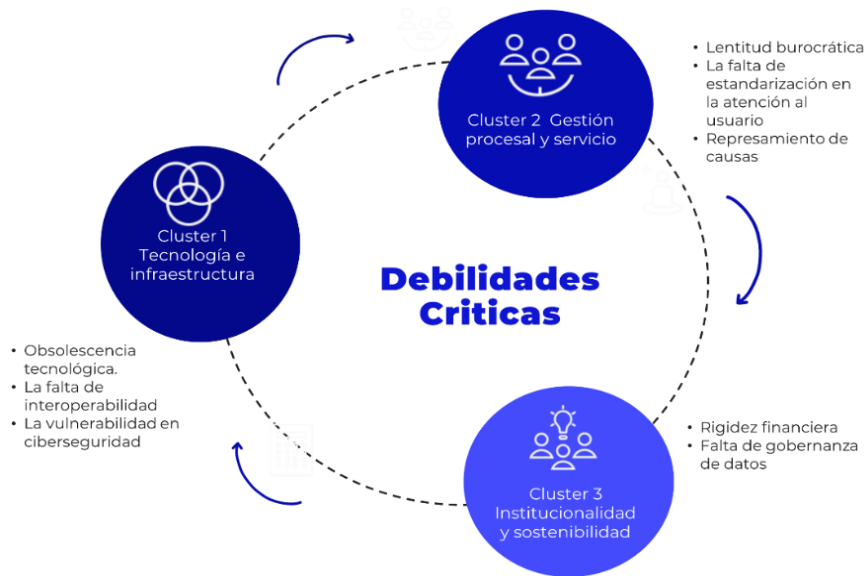 Cluster 2 Gestión
procesal y servicio
• Lentitud burocrática
• La falta de
estandarización en
la atención al
usuario
• Represamiento de
causas
Cluster 1
Tecnología e
infraestructura
Debilidades
Criticas
• Obsolescencia
tecnológica.
• La falta de
interoperabilidad
• La vulnerabilidad en
ciberseguridad
Cluster 3
Institucionalidad
y sostenibilidad
• Rigidez financiera
• Falta de gobernanza
de datos